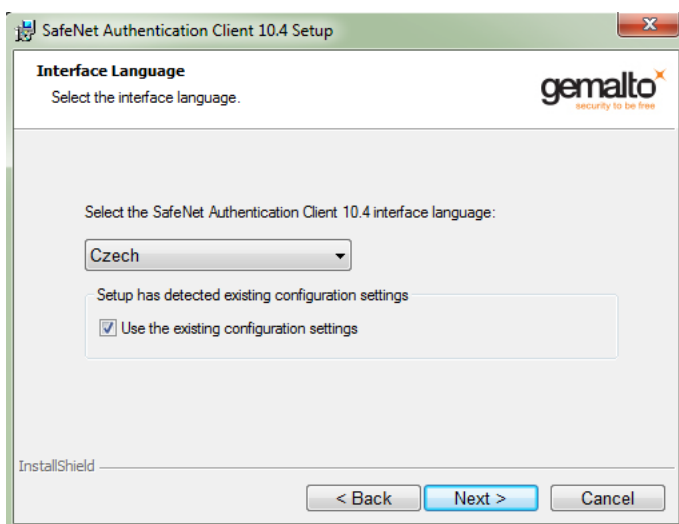 SafeNet Authentication Client 10.4 Setup
Interface Language
Select the interface language.
gemalto
security to be free
Select the SafeNet Authentication Client 10.4 interface language:
Czech
Setup has detected existing configuration settings
Use the existing configuration settings
InstallShield
< Back
Next >
Cancel